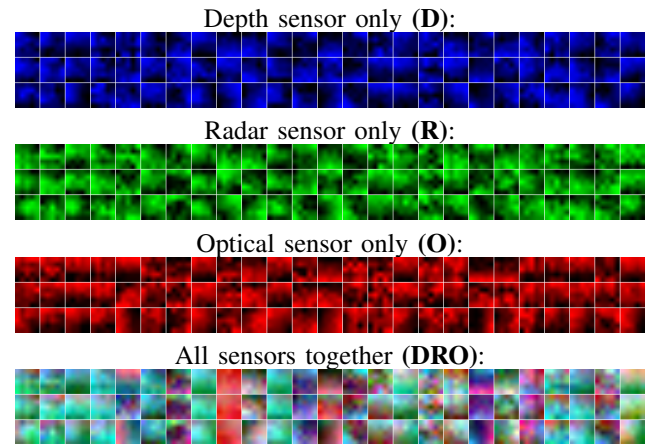 Depth sensor only (D):
Radar sensor only (R):
Optical sensor only (O):
All sensors together (DRO):